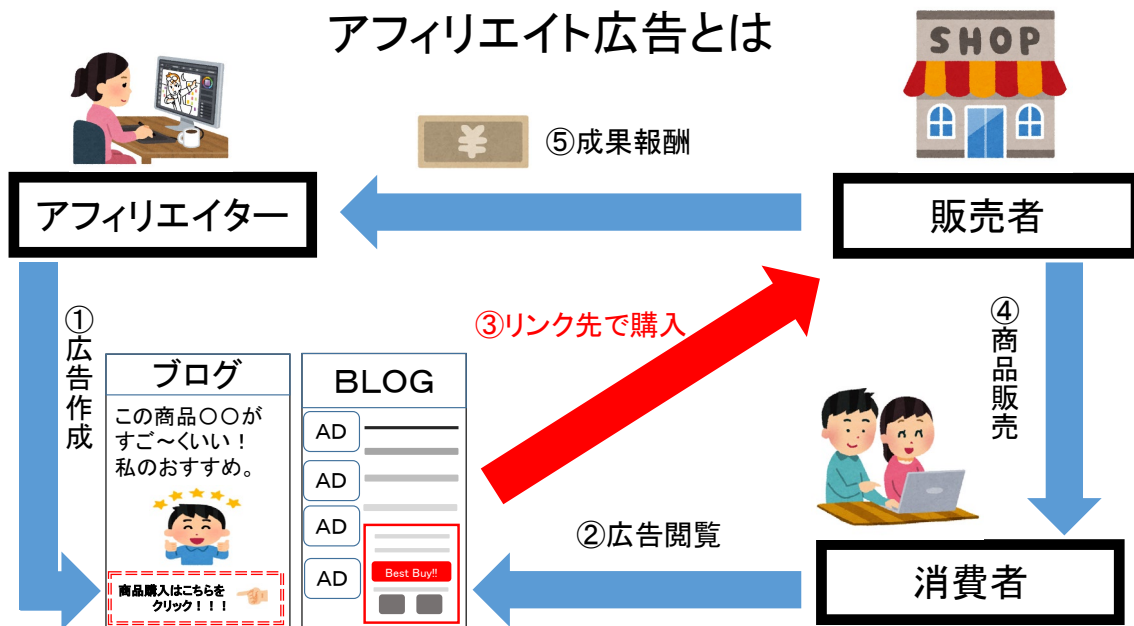 アフィリエイト広告とは
SHOP
⑤成果報酬
アフィリエイター
販売者
①広告作成
③リンク先で購入
④商品販売
ブログ
この商品〇〇が
すご～くいい！
私のおすすめ。
商品購入はこちらを
クリック！！！
BLOG
AD
AD
AD
AD
Best Buy!!
②広告閲覧
消費者